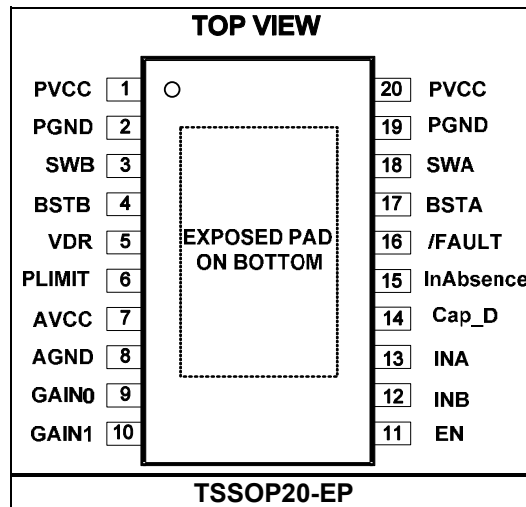 TOP VIEW
PVCC 1 20 PVCC
PGND 2 19 PGND
SWB 3 18 SWA
BSTB 4 17 BSTA
VDR 5 16 /FAULT
PLIMIT 6 15 InAbsence
AVCC 7 14 Cap_D
AGND 8 13 INA
GAIN0 9 12 INB
GAIN1 10 11 EN
EXPOSED PAD
ON BOTTOM
TSSOP20-EP